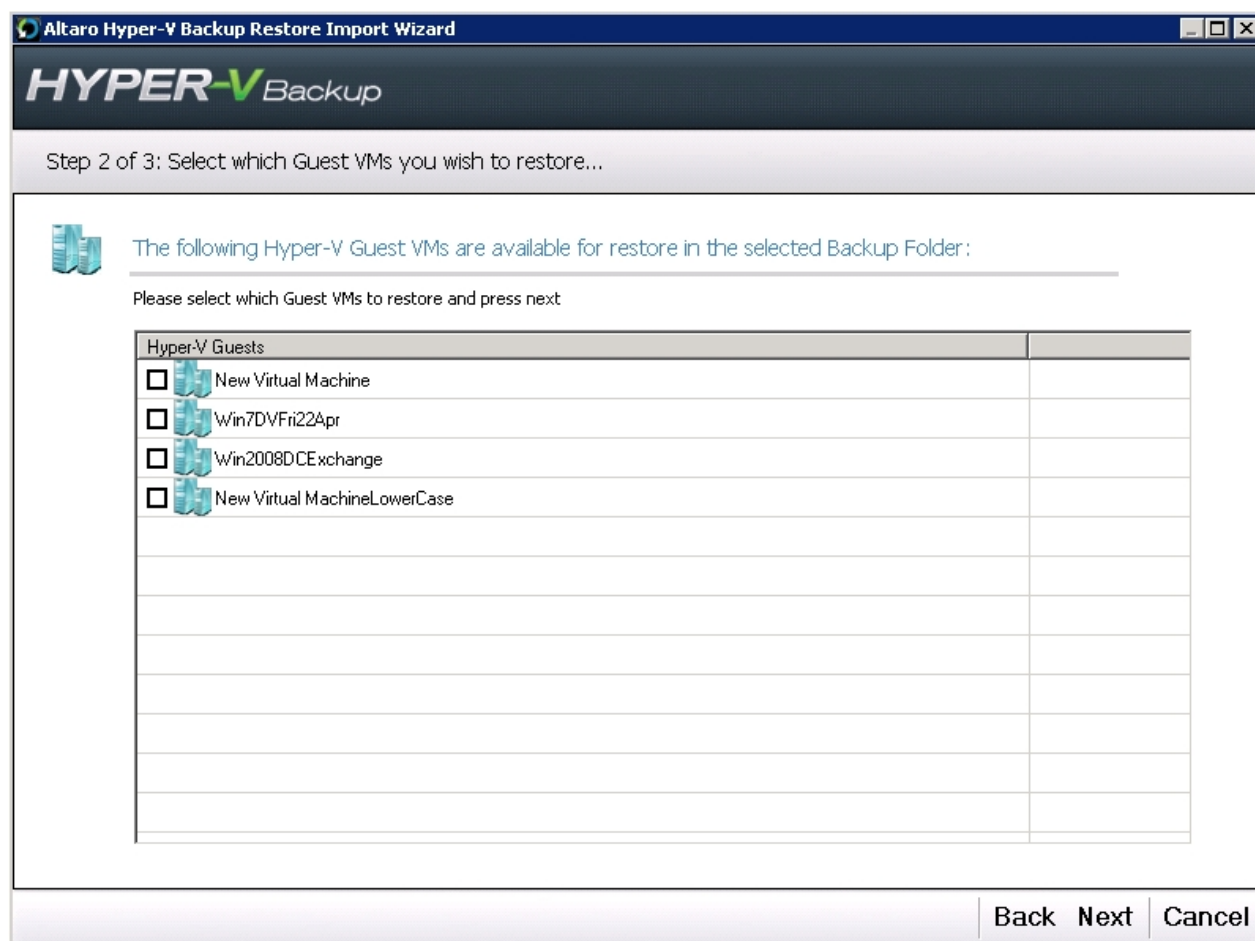 Altaro Hyper-V Backup Restore Import Wizard
HYPER-V Backup
Step 2 of 3: Select which Guest VMs you wish to restore...
The following Hyper-V Guest VMs are available for restore in the selected Backup Folder:
Please select which Guest VMs to restore and press next
Hyper-V Guests
New Virtual Machine
Win7DVFri22Apr
Win2008DCExchange
New Virtual MachineLowerCase
Back Next Cancel